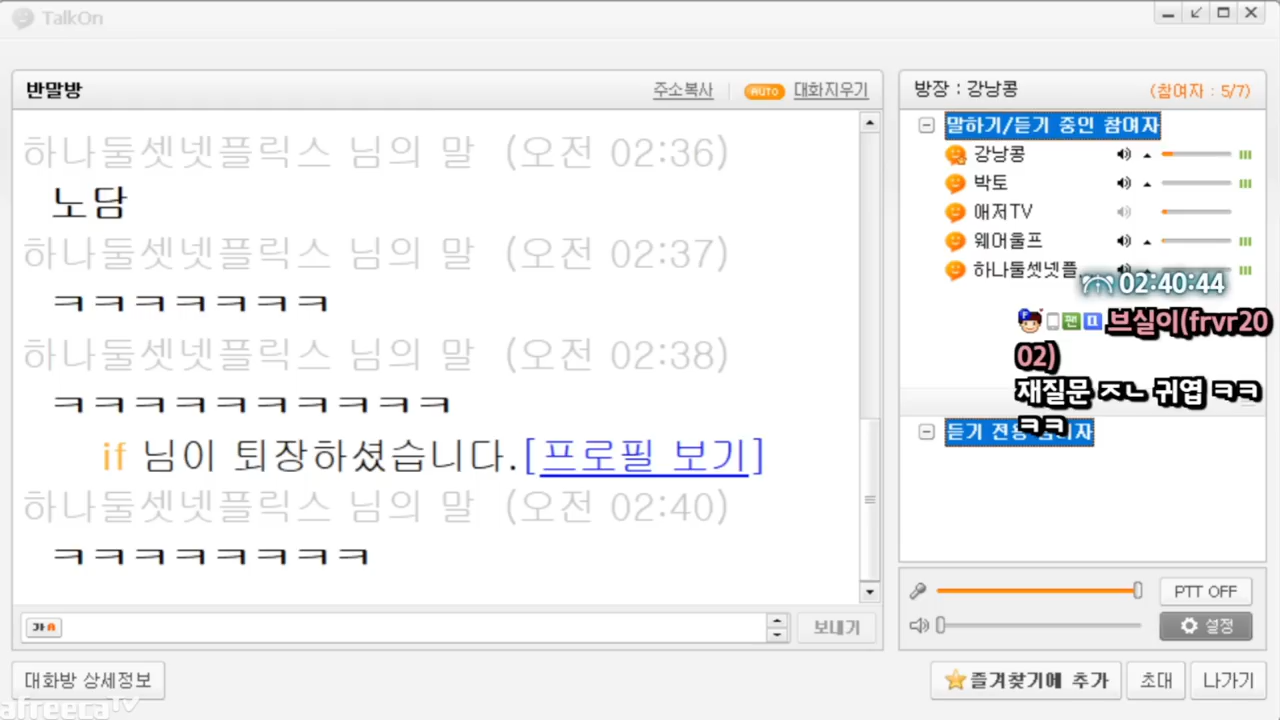 TalkOn
반말방
주소복사
AUTO
대화지우기
하나둘셋넷플릭스 님의 말 (오전 02:36)
노담
하나둘셋넷플릭스 님의 말 (오전 02:37)
ㅋㅋㅋㅋㅋㅋㅋ
하나둘셋넷플릭스 님의 말 (오전 02:38)
ㅋㅋㅋㅋㅋㅋㅋㅋㅋㅋ
if 님이 퇴장하셨습니다.[프로필 보기]
하나둘셋넷플릭스 님의 말 (오전 02:40)
ㅋㅋㅋㅋㅋㅋㅋㅋ
가A
보내기
대화방 상세정보
afreecaTV
방장 : 강낭콩
(참여자 : 5/7)
말하기/듣기 중인 참여자
강낭콩
박토
애저TV
웨어울프
하나둘셋넷플
02:40:44
팬
브실이(frvr20
02)
재질문 ㅈㄴ 귀엽 ㅋㅋ
ㅋㅋ
듣기 전용
PTT OFF
설정
즐겨찾기에 추가
초대
나가기